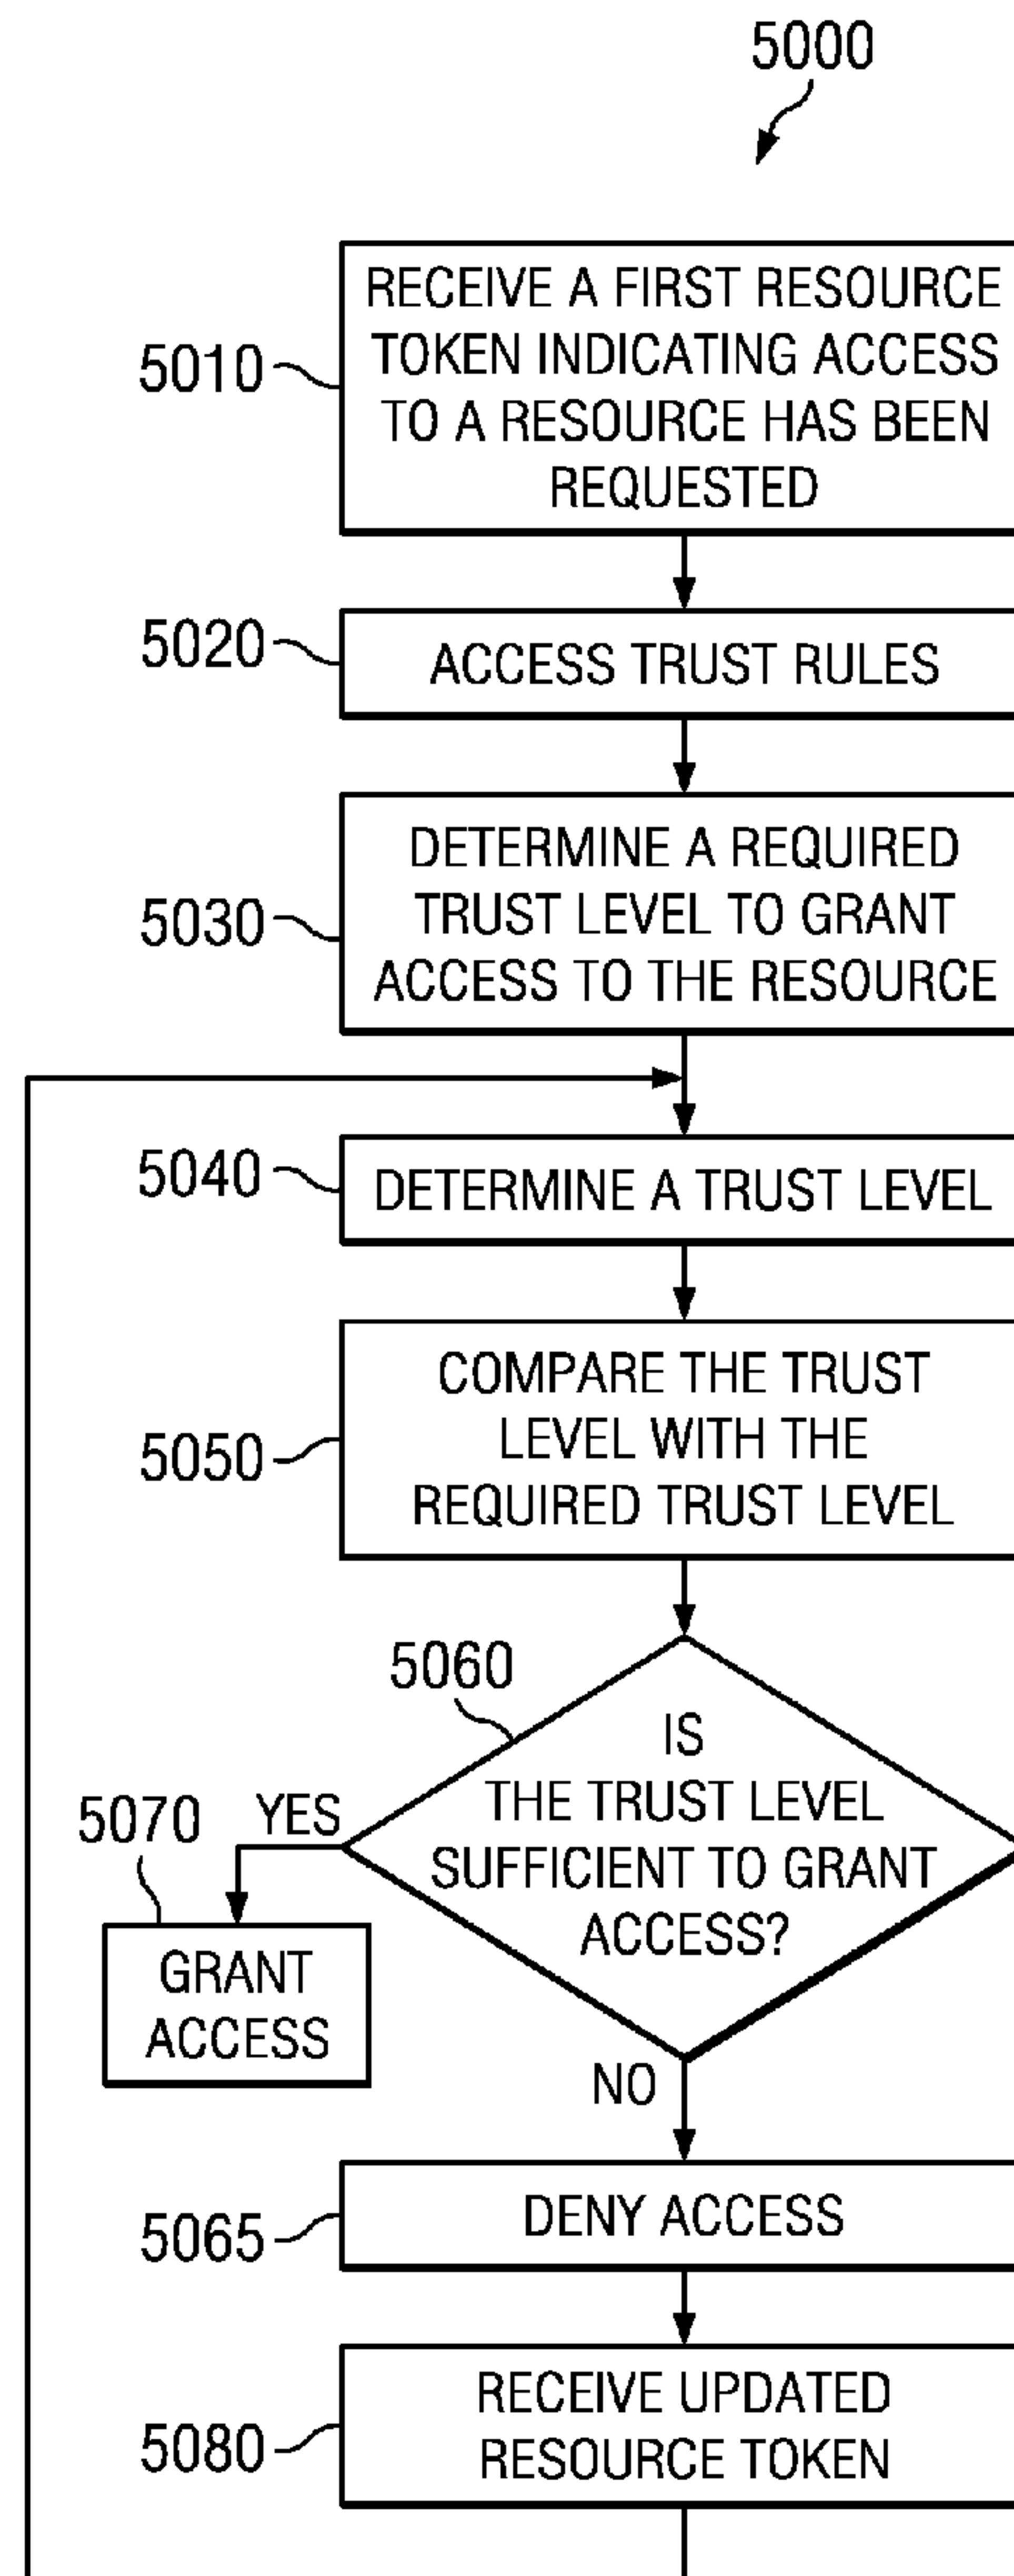 5000
5010
RECEIVE A FIRST RESOURCE
TOKEN INDICATING ACCESS
TO A RESOURCE HAS BEEN
REQUESTED
5020
ACCESS TRUST RULES
5030
DETERMINE A REQUIRED
TRUST LEVEL TO GRANT
ACCESS TO THE RESOURCE
5040
DETERMINE A TRUST LEVEL
5050
COMPARE THE TRUST
LEVEL WITH THE
REQUIRED TRUST LEVEL
5060
IS
THE TRUST LEVEL
SUFFICIENT TO GRANT
ACCESS?
YES
5070
GRANT
ACCESS
NO
5065
DENY ACCESS
5080
RECEIVE UPDATED
RESOURCE TOKEN